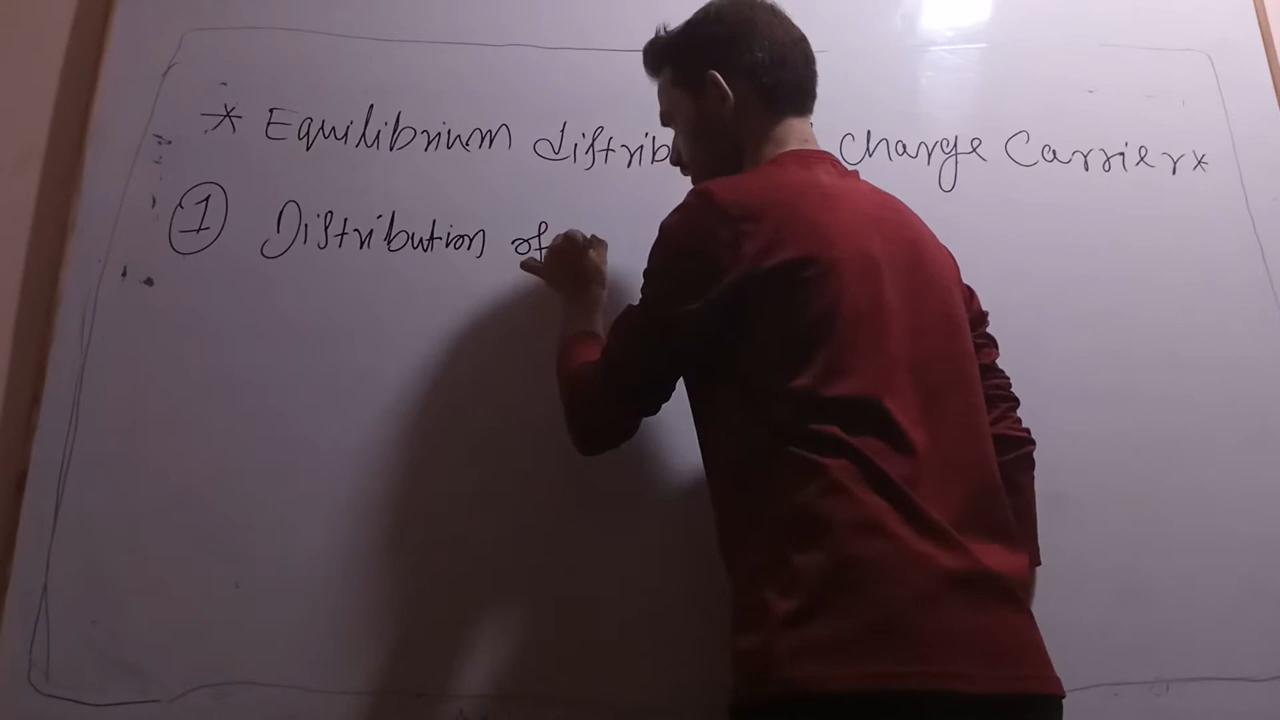 * Equilibrium distrib charge Carrier*
① Distribution of